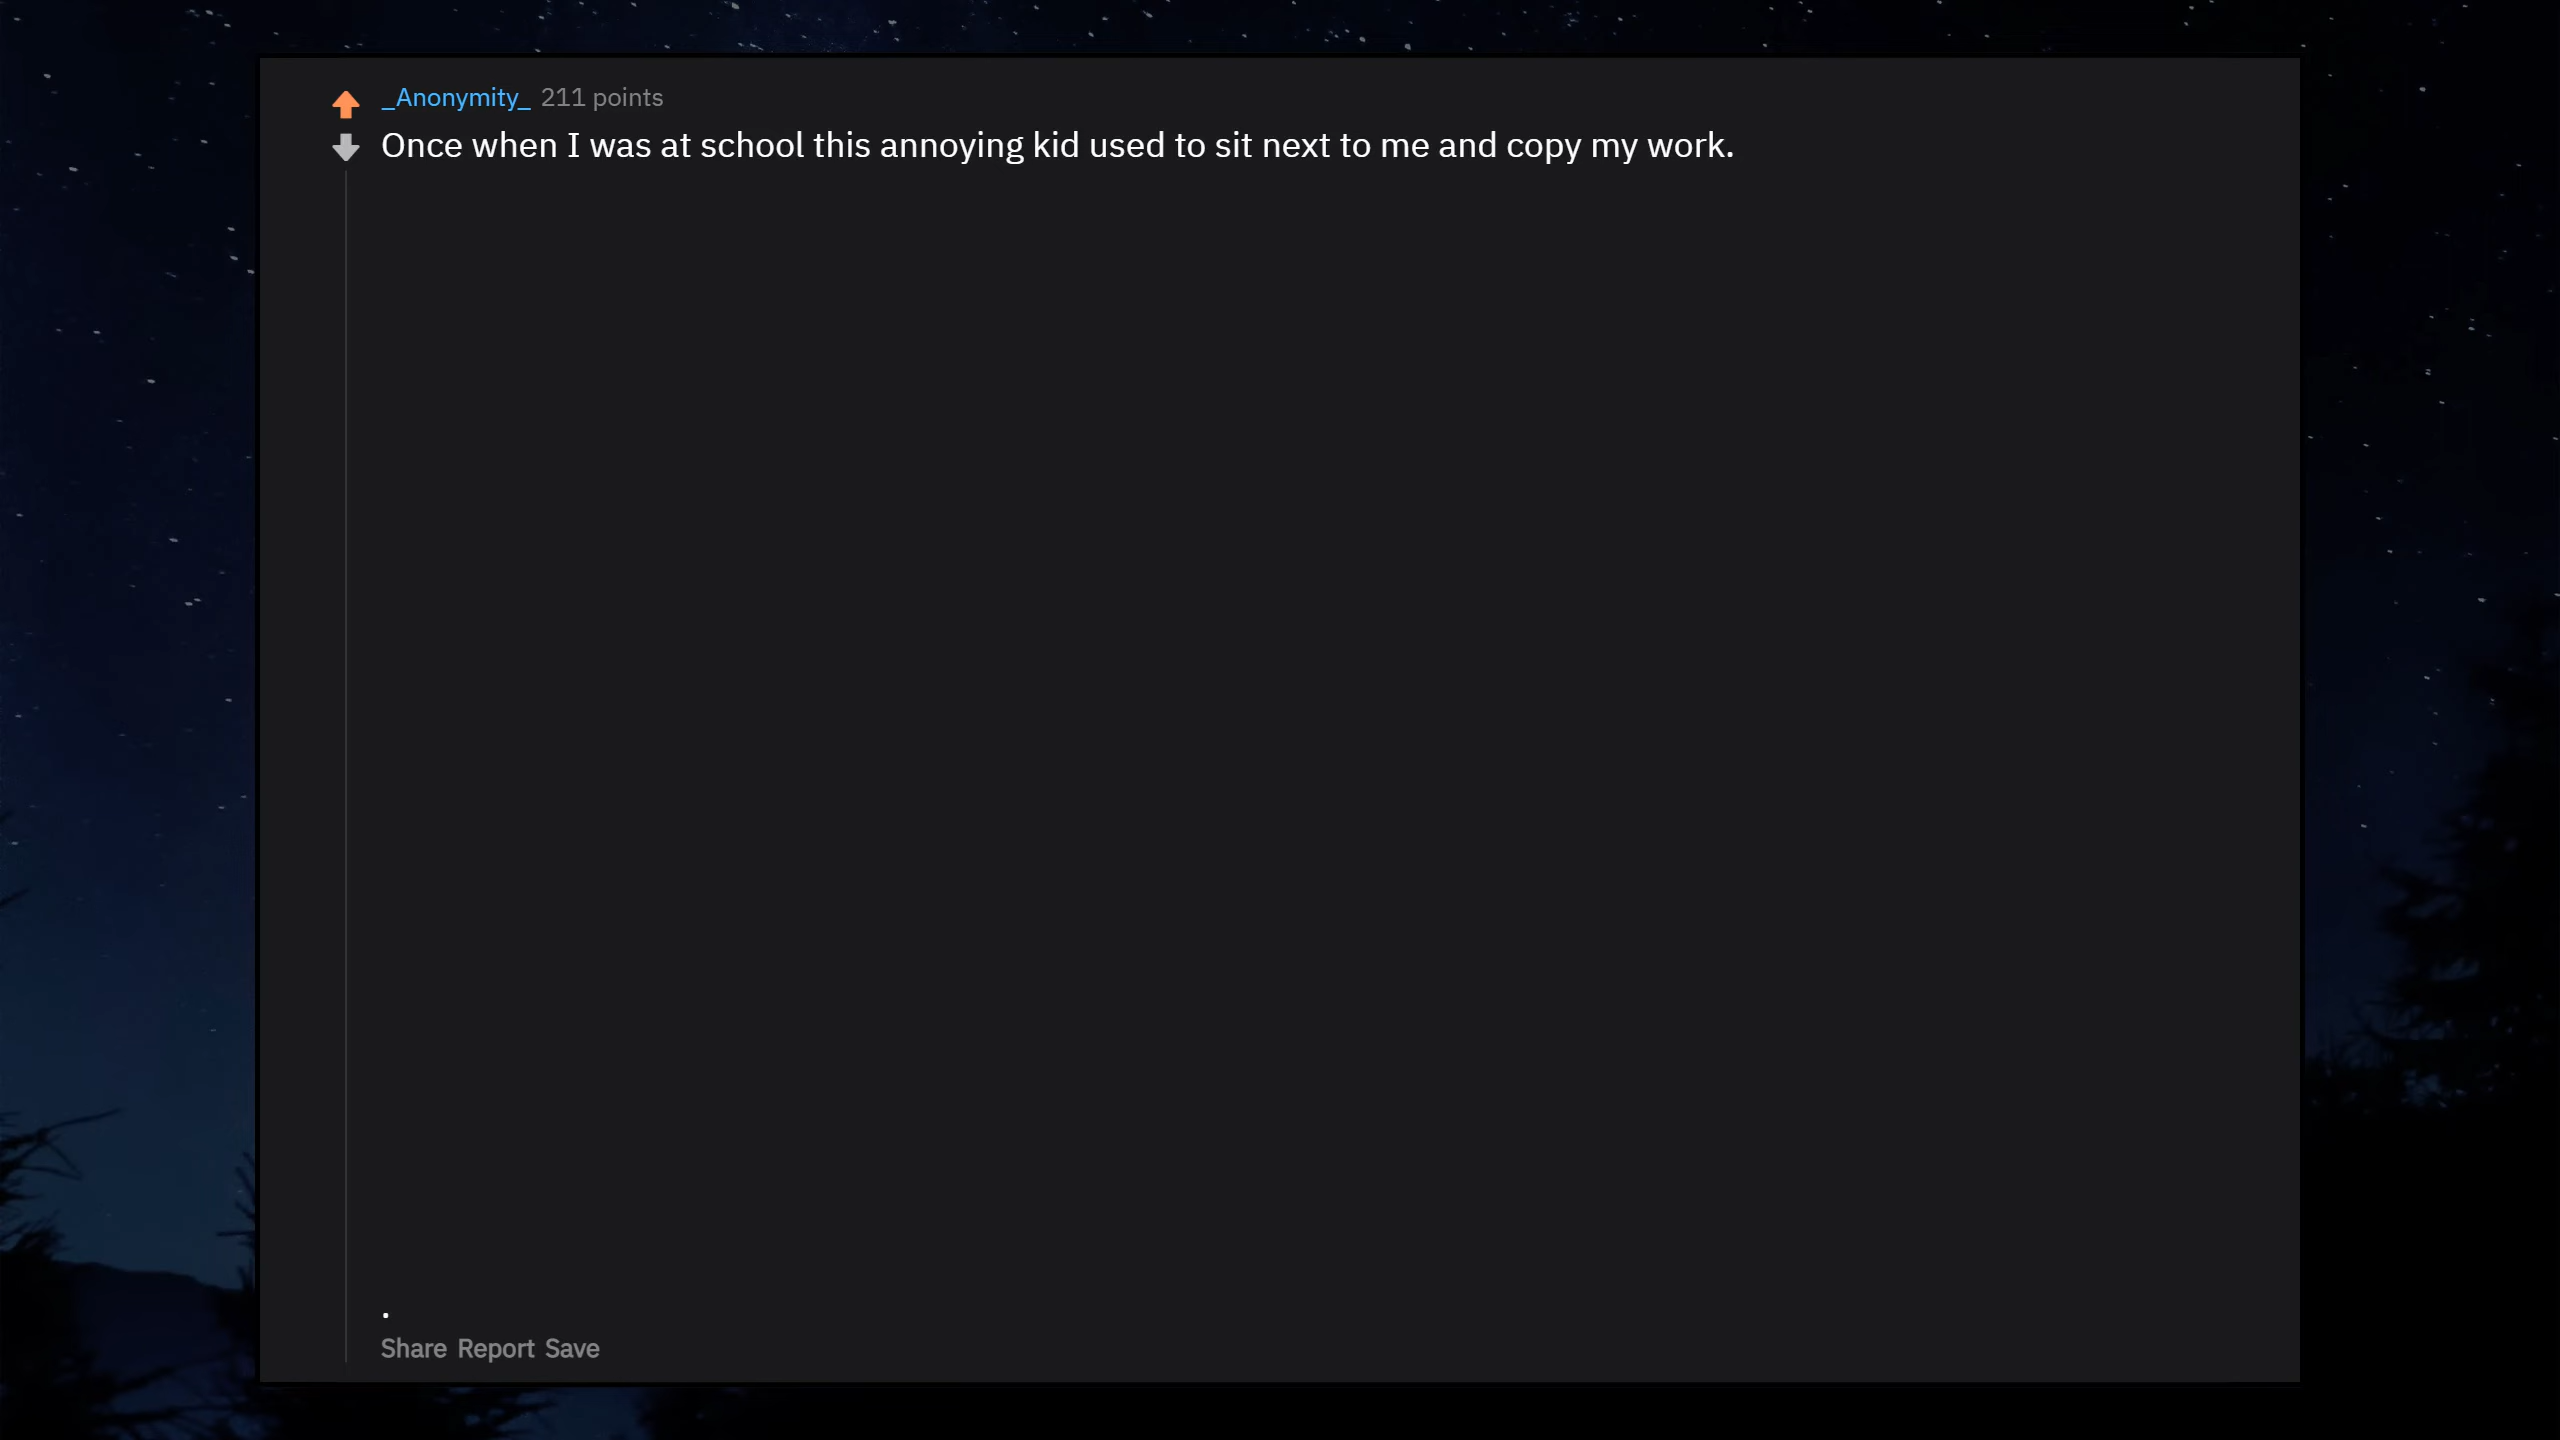 _Anonymity_ 211 points
Once when I was at school this annoying kid used to sit next to me and copy my work.
.
Share Report Save